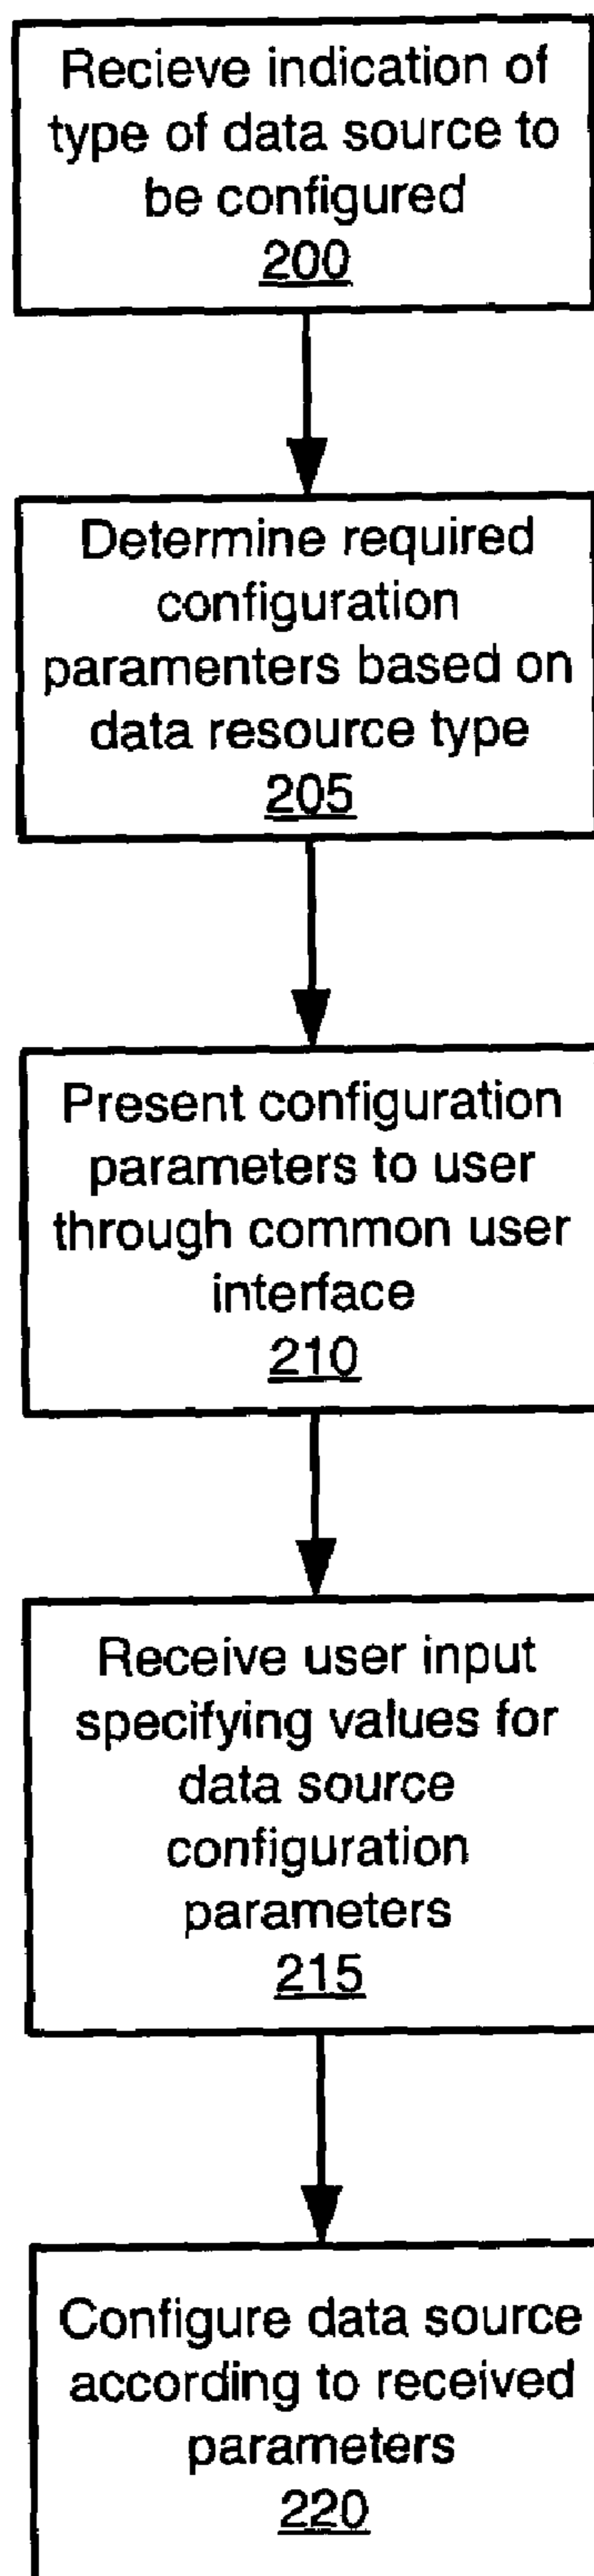 Recieve indication of
type of data source to
be configured
200
Determine required
configuration
paramenters based on
data resource type
205
Present configuration
parameters to user
through common user
interface
210
Receive user input
specifying values for
data source
configuration
parameters
215
Configure data source
according to received
parameters
220